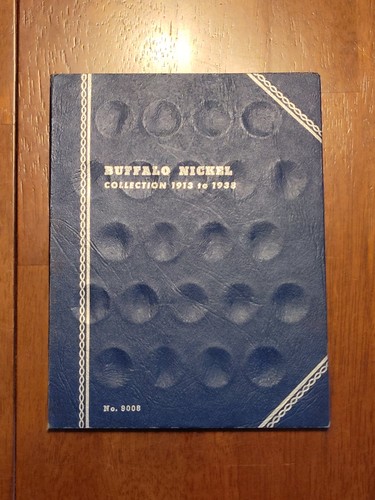 BUFFALO NICKEL
COLLECTION 1913 to 1938
No. 9008